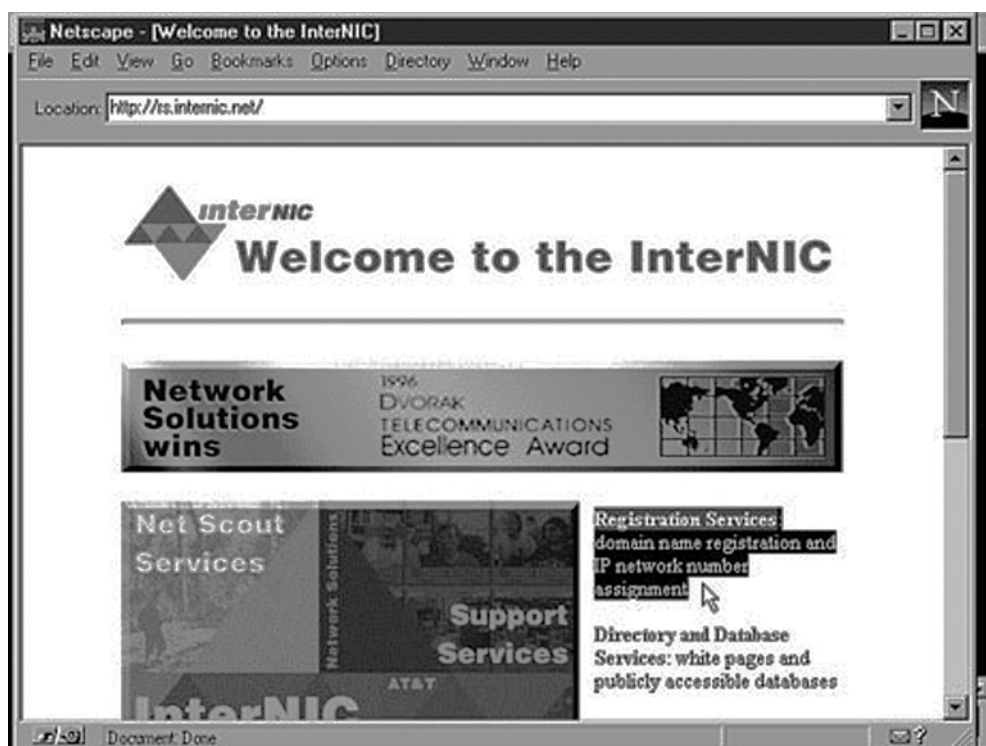 Netscape - [Welcome to the InterNIC]
File Edit View Go Bookmarks Options Directory Window Help
Location: http://rs.internic.net/
N
InterNIC
Welcome to the InterNIC
Network
Solutions
wins
1996
DVORAK
TELECOMMUNICATIONS
Excellence Award
Net Scout
Services
Network Solutions
Support
Services
AT&T
InterNIC
Registration Services:
domain name registration and
IP network number
assignment
Directory and Database
Services: white pages and
publicly accessible databases
Document: Done
?